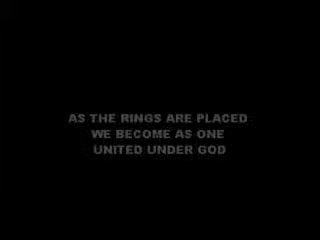 AS THE RINGS ARE PLACED
WE BECOME AS ONE
UNITED UNDER GOD